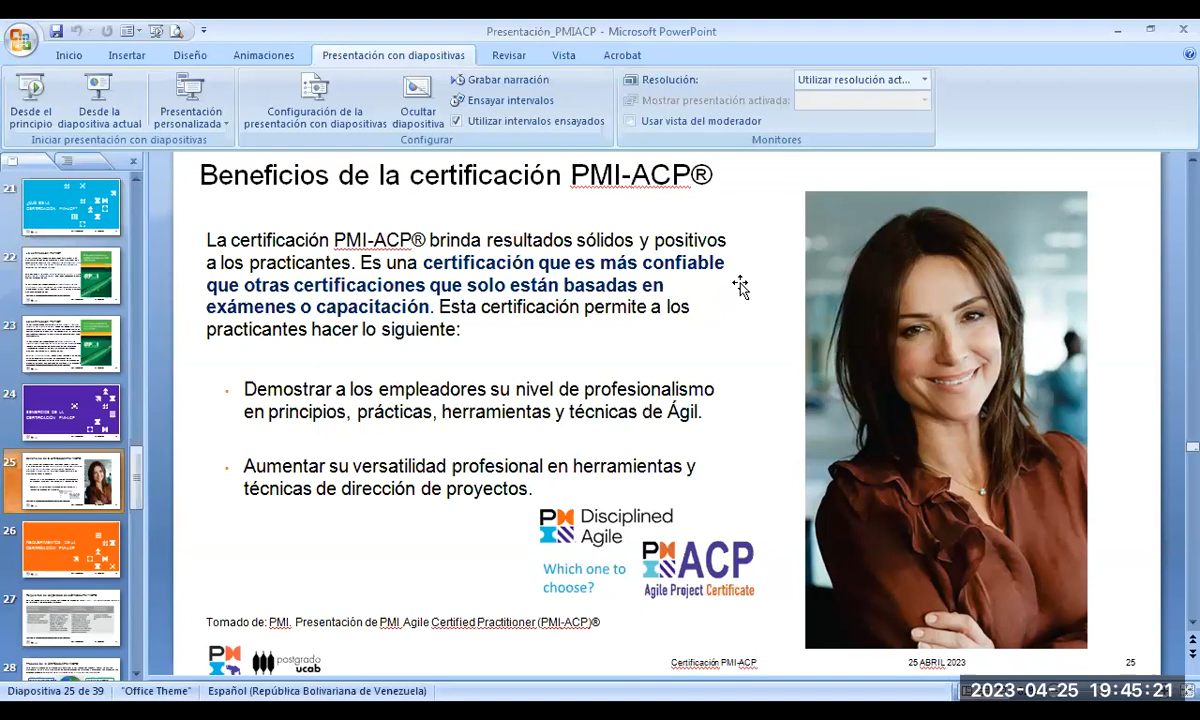 Presentación_PMIACP - Microsoft PowerPoint
Inicio Insertar Diseño Animaciones Presentación con diapositivas Revisar Vista Acrobat
Desde el principio
Desde la diapositiva actual
Presentación personalizada
Iniciar presentación con diapositivas
Configuración de la presentación con diapositivas
Ocultar diapositiva
Grabar narración
Ensayar intervalos
Utilizar intervalos ensayados
Configurar
Resolución: Utilizar resolución act...
Mostrar presentación activada:
Usar vista del moderador
Monitores
21
22
23
24
25
26
27
28
Beneficios de la certificación PMI-ACP®
La certificación PMI-ACP® brinda resultados sólidos y positivos
a los practicantes. Es una certificación que es más confiable
que otras certificaciones que solo están basadas en
exámenes o capacitación. Esta certificación permite a los
practicantes hacer lo siguiente:
· Demostrar a los empleadores su nivel de profesionalismo
en principios, prácticas, herramientas y técnicas de Ágil.
· Aumentar su versatilidad profesional en herramientas y
técnicas de dirección de proyectos.
Disciplined
Agile
Which one to
choose?
ACP
Agile Project Certificate
Tomado de: PMI. Presentación de PMI Agile Certified Practitioner (PMI-ACP)®
postgrado
ucab
Certificación PMI-ACP
25 ABRIL 2023
25
Diapositiva 25 de 39 "Office Theme" Español (República Bolivariana de Venezuela)
2023-04-25 19:45:21